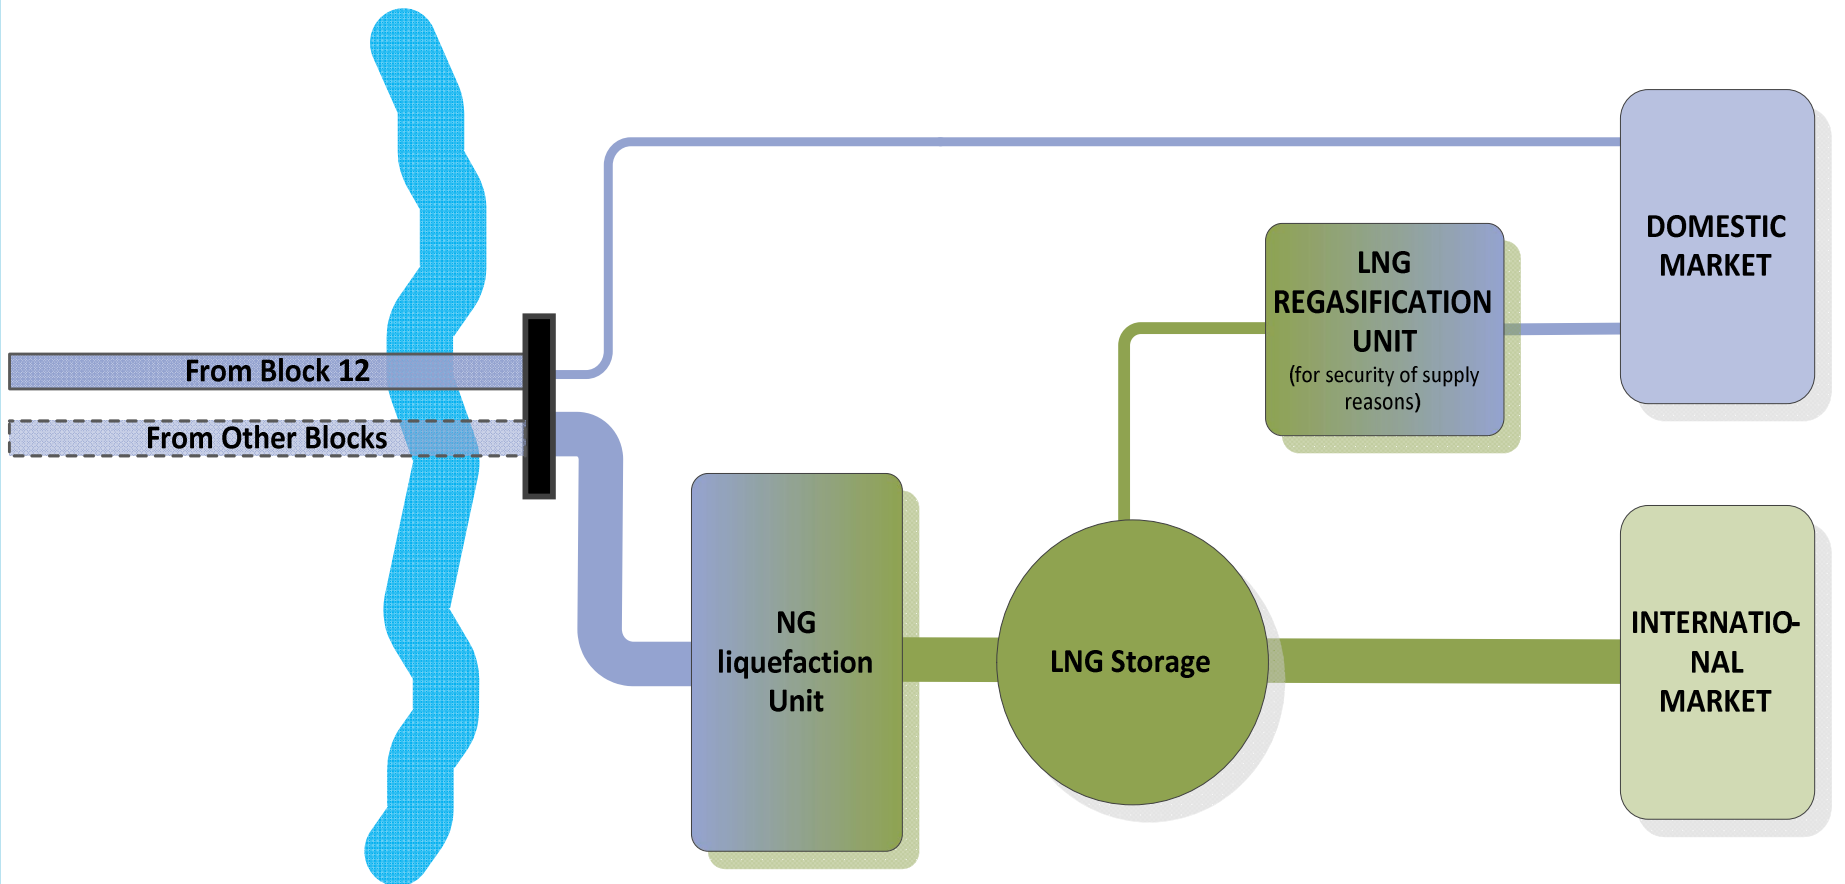 From Block 12
From Other Blocks
NG
liquefaction
Unit
LNG Storage
LNG
REGASIFICATION
UNIT
(for security of supply
reasons)
DOMESTIC
MARKET
INTERNATIO-
NAL
MARKET